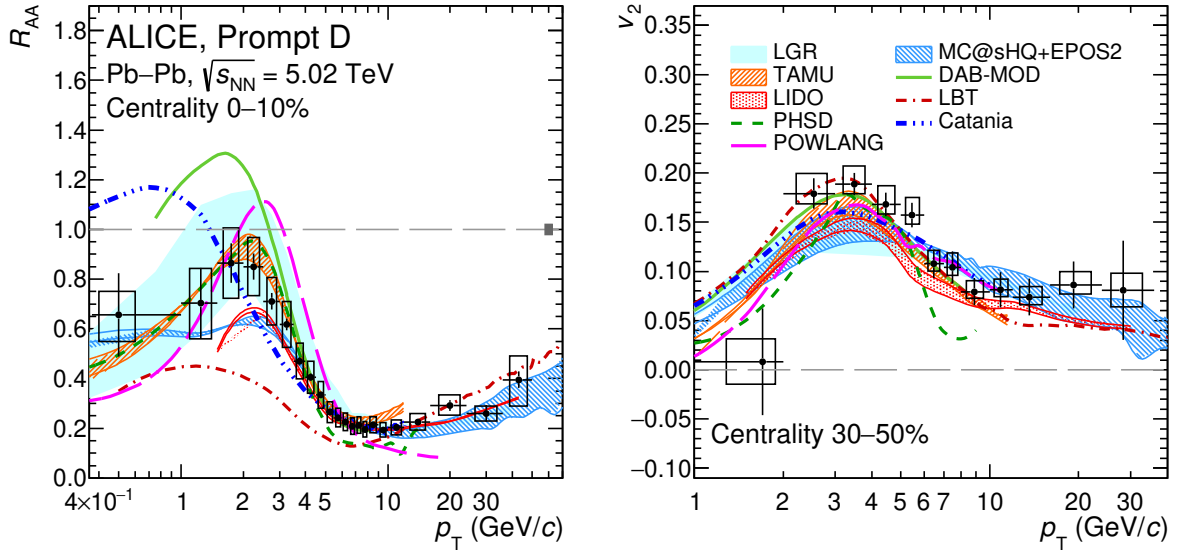 R_AA
1.8
1.6
1.4
1.2
1.0
0.8
0.6
0.4
0.2
0.0
ALICE, Prompt D
Pb–Pb, √s_NN = 5.02 TeV
Centrality 0–10%
4×10⁻¹ 1 2 3 4 5 10 20 30
p_T (GeV/c)
v_2
0.35
0.30
0.25
0.20
0.15
0.10
0.05
0.00
−0.05
−0.10
LGR
TAMU
LIDO
PHSD
POWLANG
MC@sHQ+EPOS2
DAB-MOD
LBT
Catania
Centrality 30–50%
1 2 3 4 5 6 7 10 20 30
p_T (GeV/c)